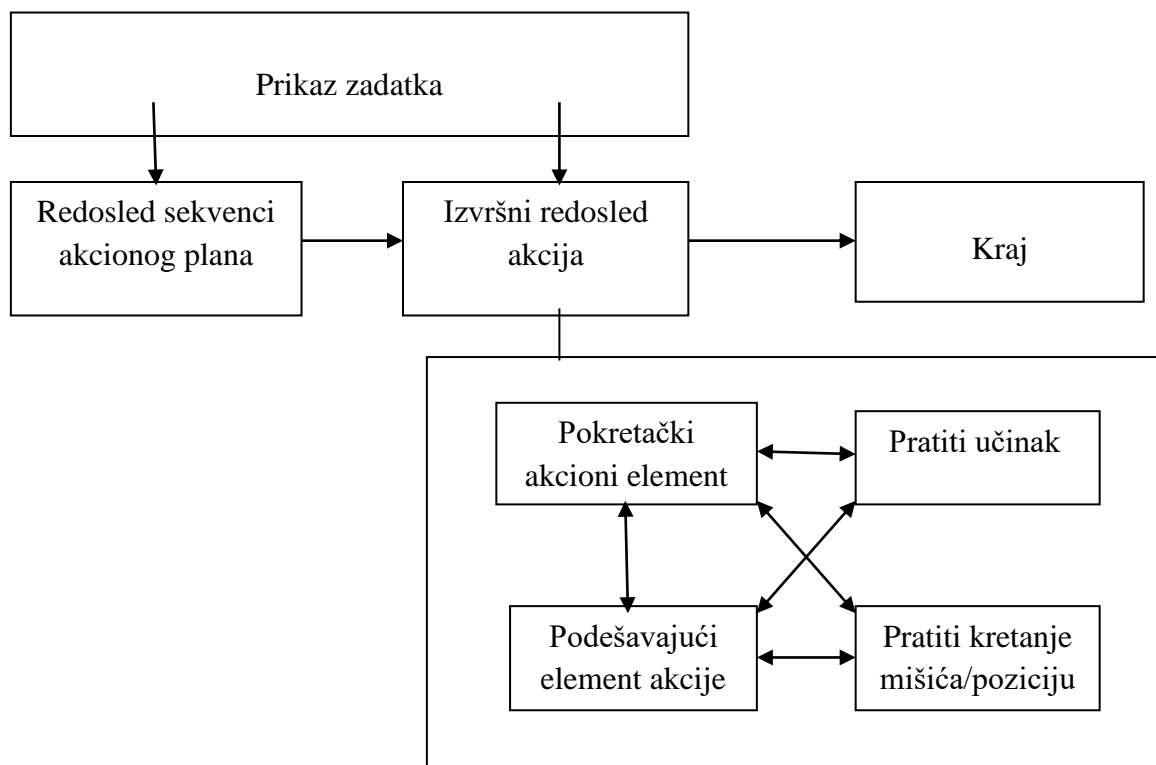 Prikaz zadatka
Redosled sekvenci
akcionog plana
Izvršni redosled
akcija
Kraj
Pokretački
akcioni element
Pratiti učinak
Podešavajući
element akcije
Pratiti kretanje
mišića/poziciju